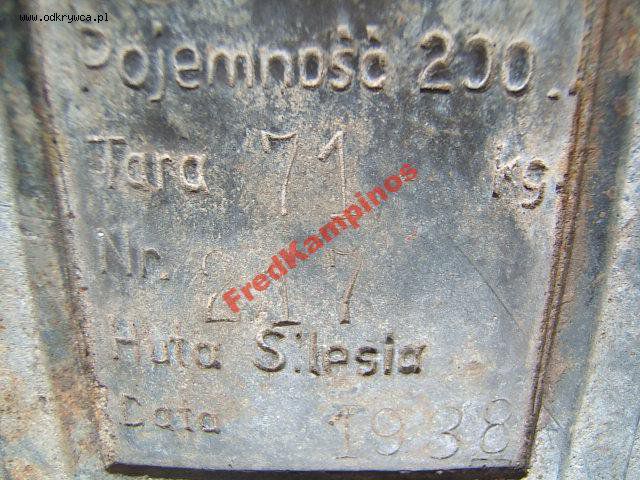 www.odkrywca.pl
Pojemność 200 l.
Tara 71 kg.
Nr. 217
FredKampinos
Huta Silesia
Data 1938